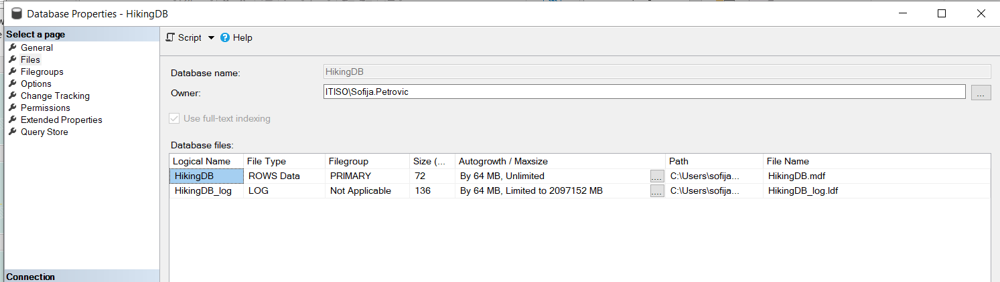 Database Properties - HikingDB
Select a page
General
Files
Filegroups
Options
Change Tracking
Permissions
Extended Properties
Query Store
Connection
Script
Help
Database name:
HikingDB
Owner:
ITISO\Sofija.Petrovic
...
Use full-text indexing
Database files:
Logical Name File Type Filegroup Size (... Autogrowth / Maxsize Path File Name
HikingDB ROWS Data PRIMARY 72 By 64 MB, Unlimited .... C:\Users\sofija... HikingDB.mdf
HikingDB_log LOG Not Applicable 136 By 64 MB, Limited to 2097152 MB .... C:\Users\sofija... HikingDB_log.ldf